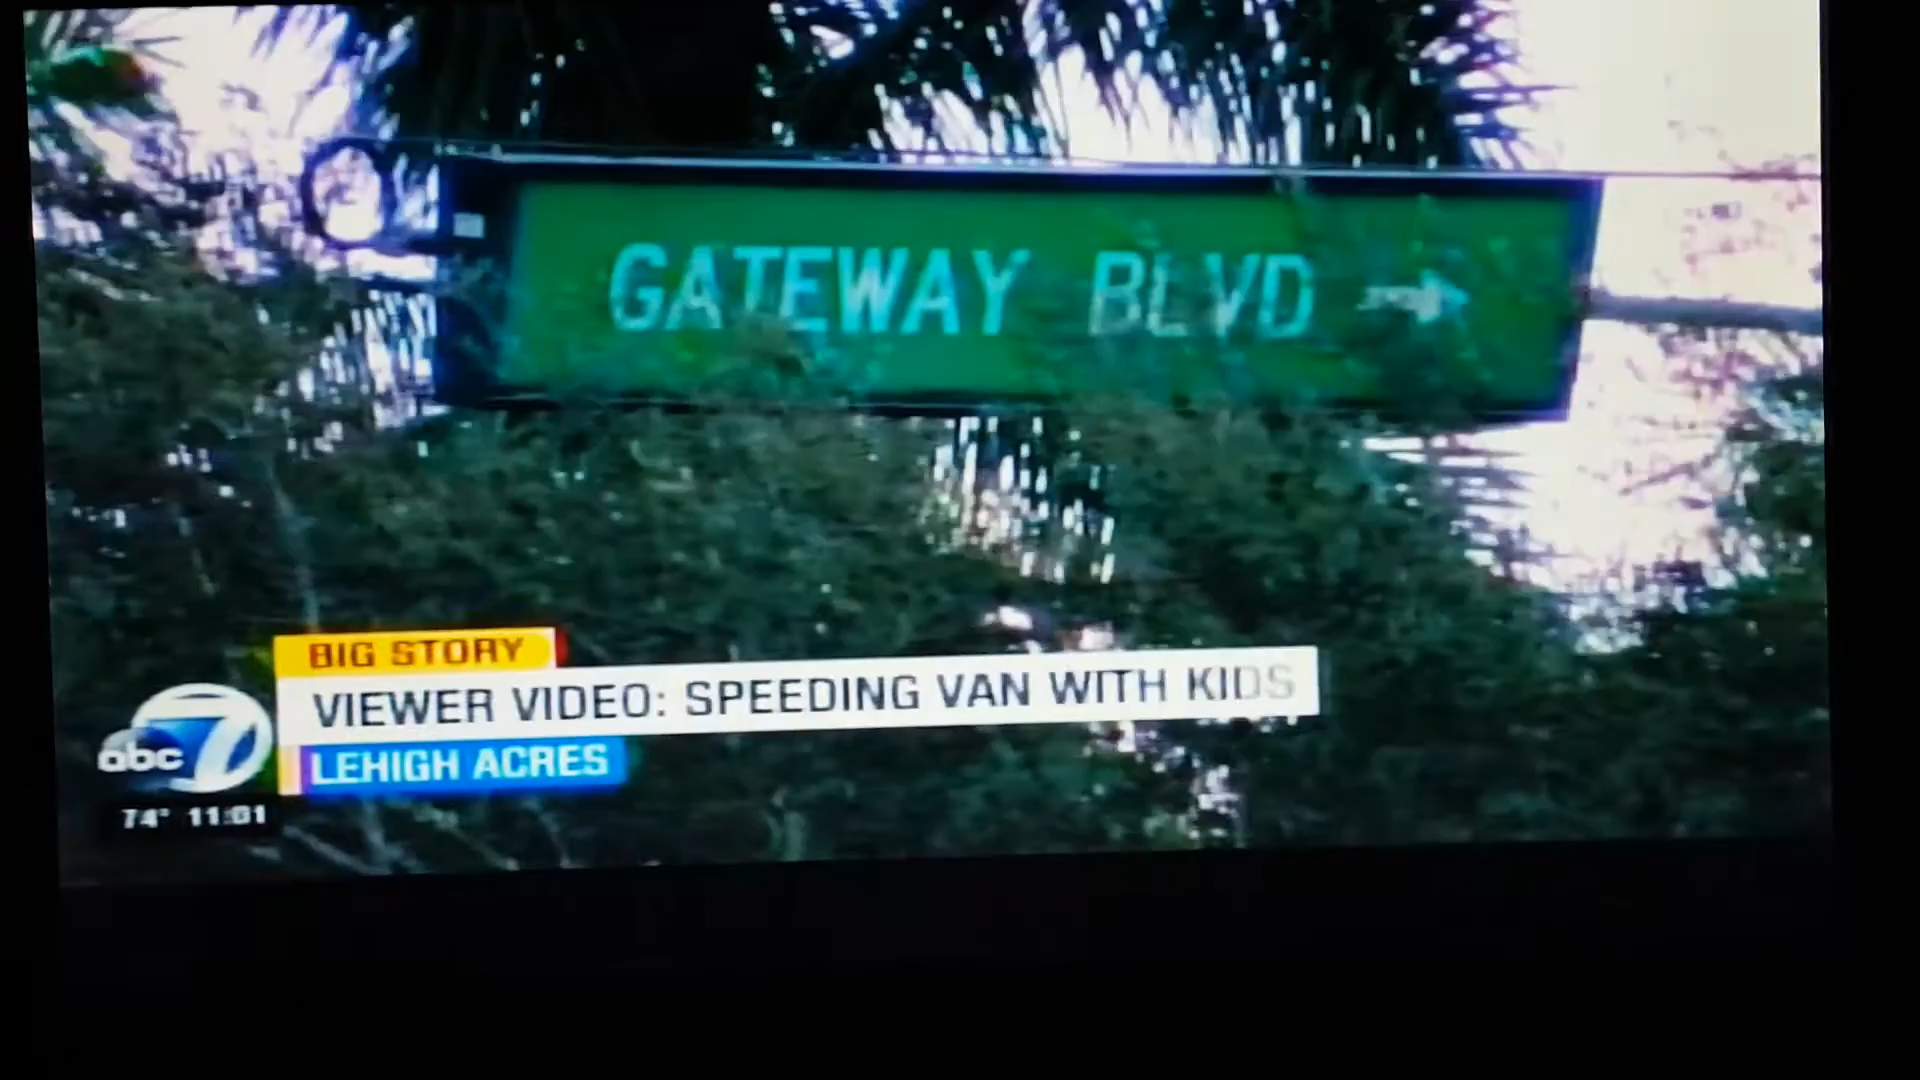 GATEWAY BLVD →
BIG STORY
VIEWER VIDEO: SPEEDING VAN WITH KIDS
LEHIGH ACRES
abc 7
74° 11:01